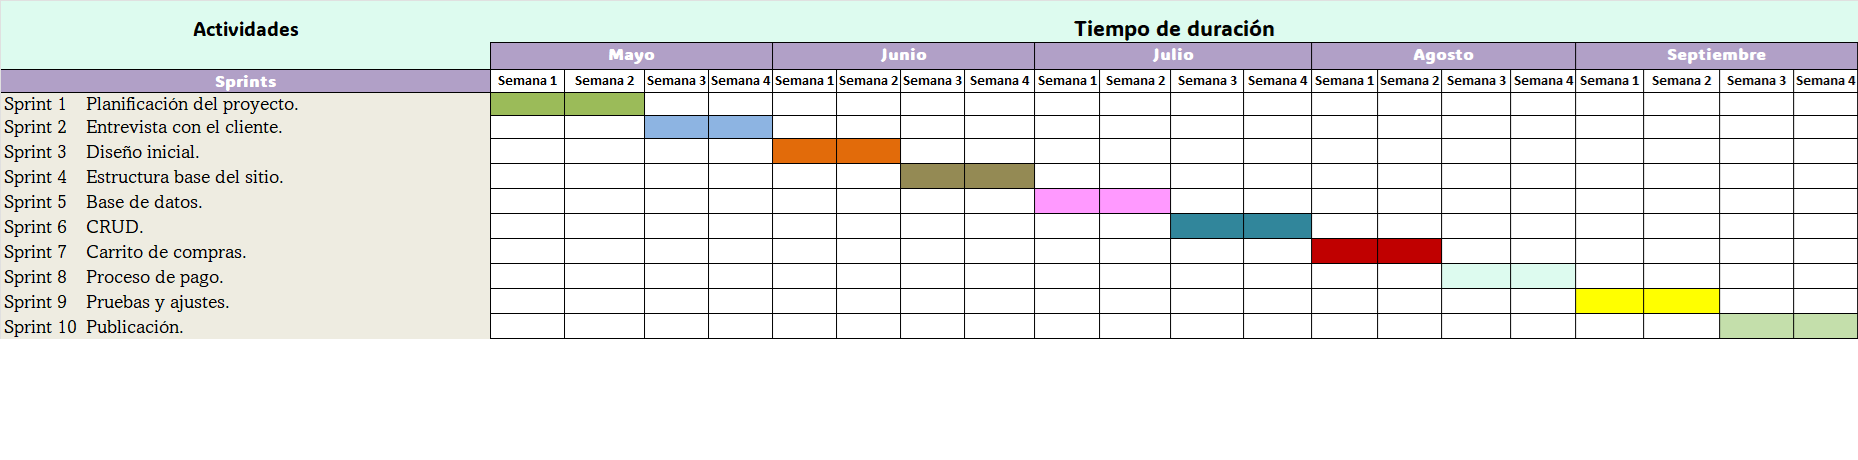 Actividades Tiempo de duración
Mayo Junio Julio Agosto Septiembre
Sprints Semana 1 Semana 2 Semana 3 Semana 4 Semana 1 Semana 2 Semana 3 Semana 4 Semana 1 Semana 2 Semana 3 Semana 4 Semana 1 Semana 2 Semana 3 Semana 4 Semana 1 Semana 2 Semana 3 Semana 4
Sprint 1 Planificación del proyecto.
Sprint 2 Entrevista con el cliente.
Sprint 3 Diseño inicial.
Sprint 4 Estructura base del sitio.
Sprint 5 Base de datos.
Sprint 6 CRUD.
Sprint 7 Carrito de compras.
Sprint 8 Proceso de pago.
Sprint 9 Pruebas y ajustes.
Sprint 10 Publicación.